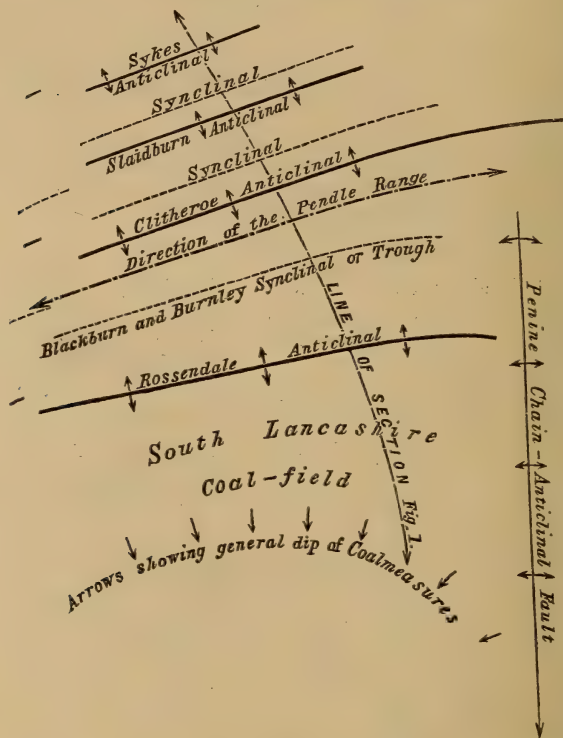 Sykes
Anticlinal
Synclinal
Slaidburn Anticlinal
Synclinal
Clitheroe Anticlinal
Direction of the Pendle Range
Blackburn and Burnley Synclinal or Trough
Rossendale Anticlinal
LINE OF SECTION Fig. 1.
Penine Chain - Anticlinal Fault
South Lancashire
Coal-field
Arrows showing general dip of Coalmeasures